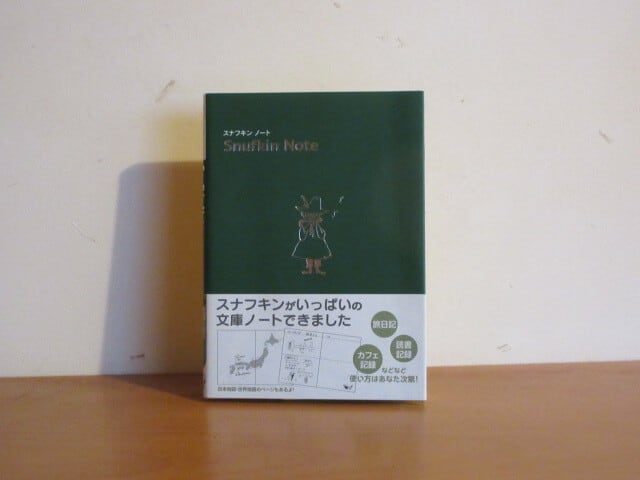 スナフキン ノート
Snufkin Note
スナフキンがいっぱいの
文庫ノートできました
旅日記
読書
記録
カフェ
記録
などなど
使い方はあなた次第!
日本地図・世界地図のページもあるよ!